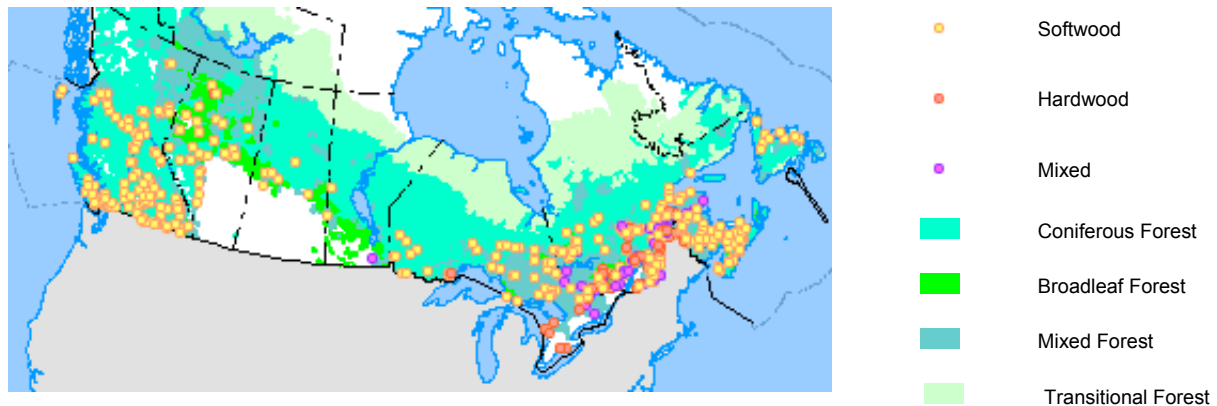 Softwood
Hardwood
Mixed
Coniferous Forest
Broadleaf Forest
Mixed Forest
Transitional Forest